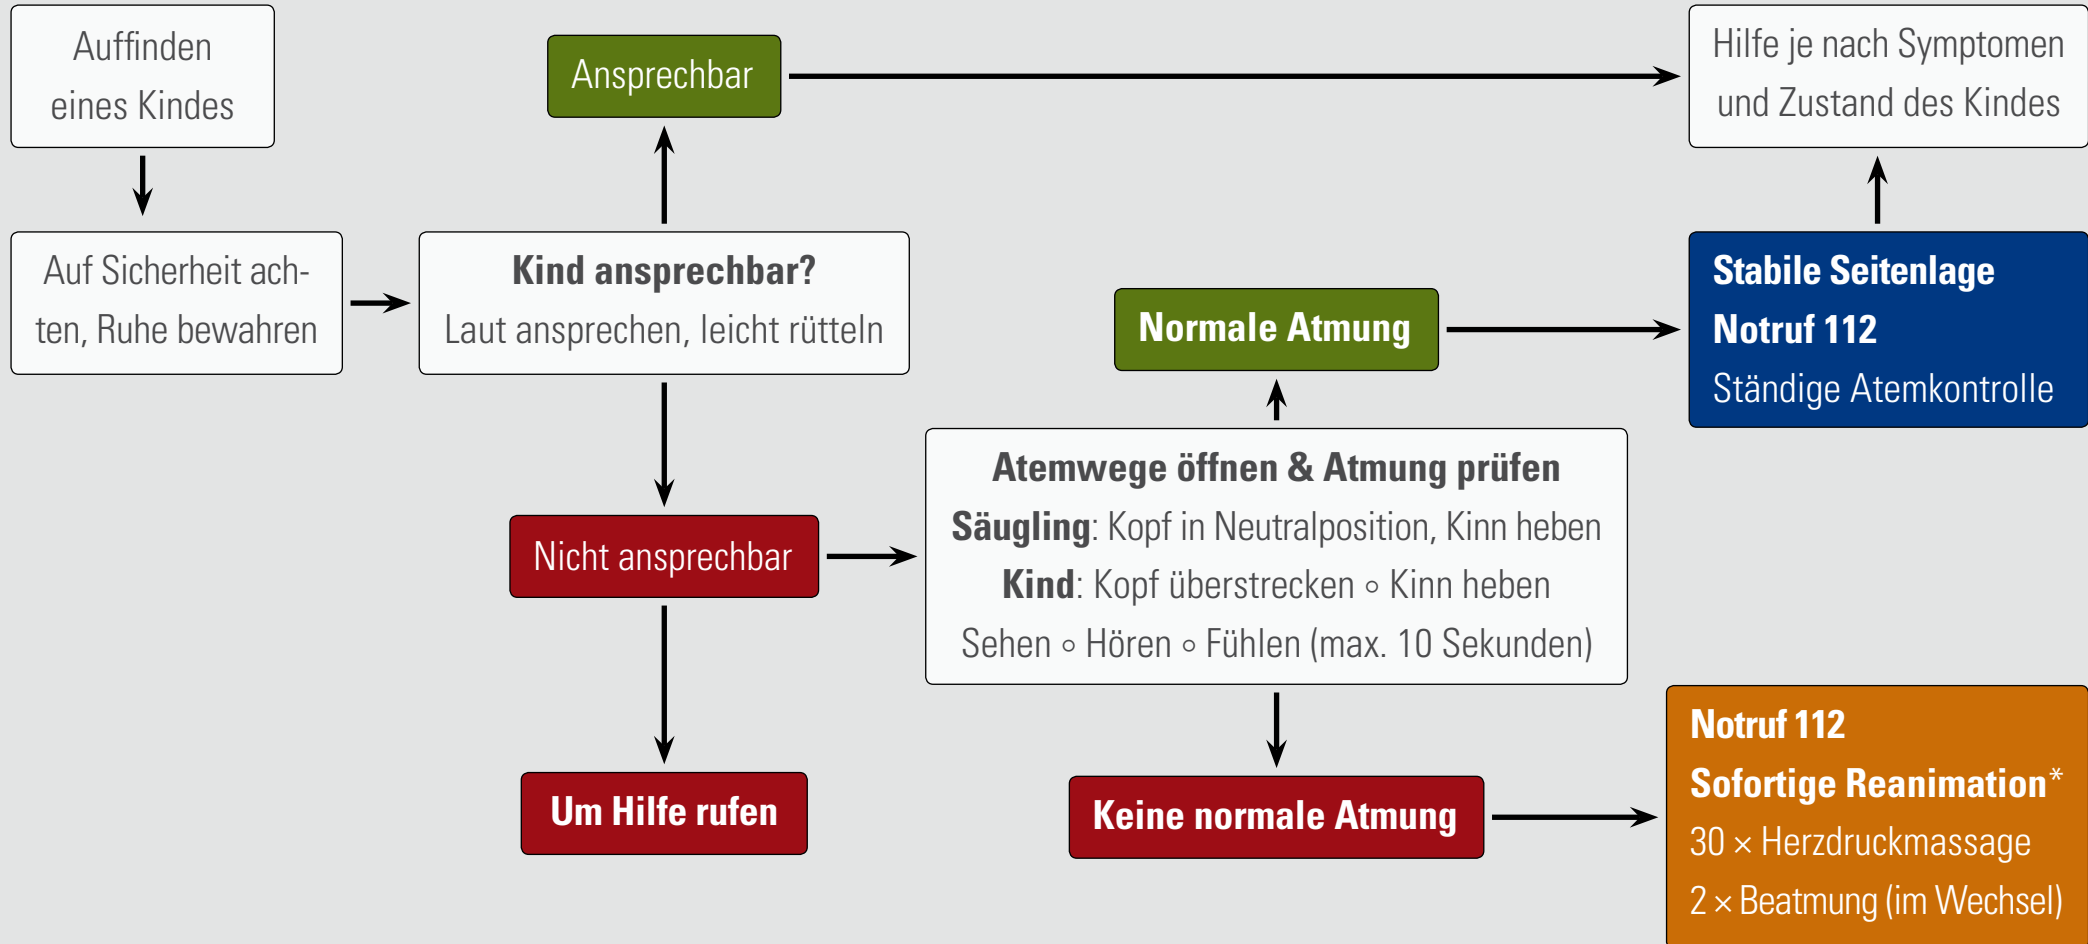 Auffinden
eines Kindes
Auf Sicherheit ach-
ten, Ruhe bewahren
Kind ansprechbar?
Laut ansprechen, leicht rütteln
Ansprechbar
Hilfe je nach Symptomen
und Zustand des Kindes
Nicht ansprechbar
Um Hilfe rufen
Atemwege öffnen & Atmung prüfen
Säugling: Kopf in Neutralposition, Kinn heben
Kind: Kopf überstrecken ∘ Kinn heben
Sehen ∘ Hören ∘ Fühlen (max. 10 Sekunden)
Normale Atmung
Stabile Seitenlage
Notruf 112
Ständige Atemkontrolle
Keine normale Atmung
Notruf 112
Sofortige Reanimation*
30 × Herzdruckmassage
2 × Beatmung (im Wechsel)